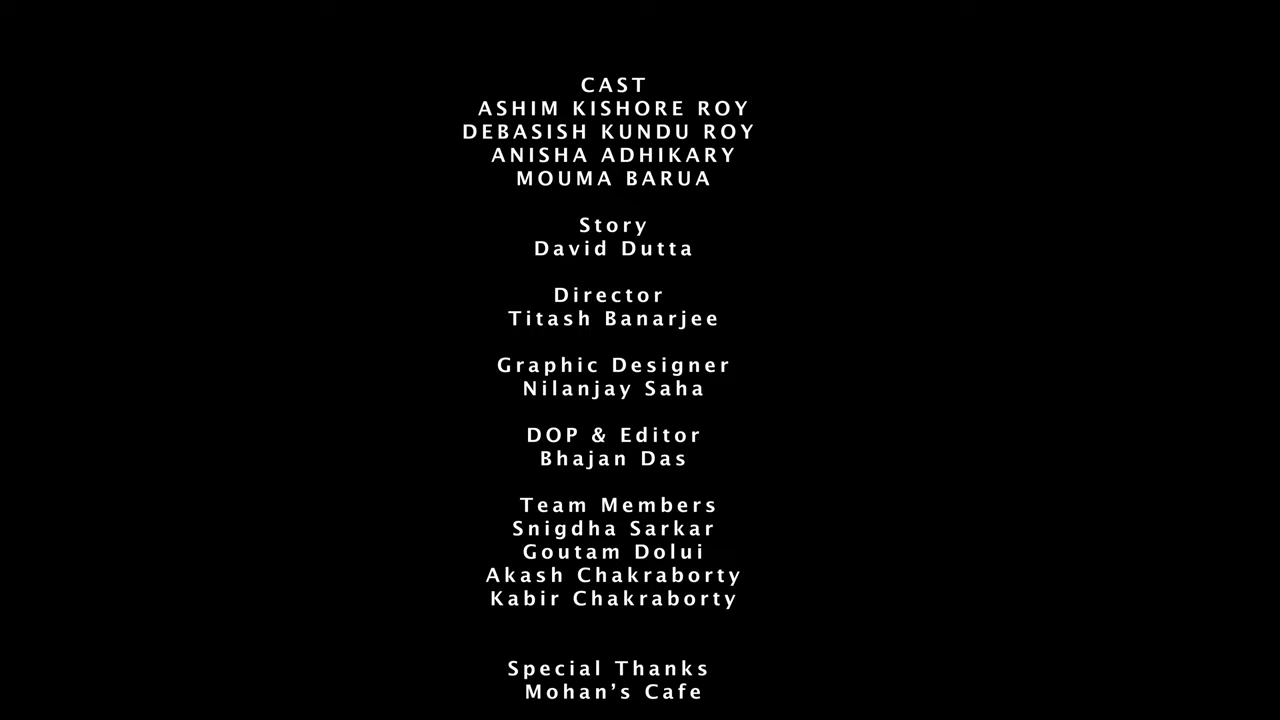 CAST
ASHIM KISHORE ROY
DEBASISH KUNDU ROY
ANISHA ADHIKARY
MOUMA BARUA
Story
David Dutta
Director
Titash Banarjee
Graphic Designer
Nilanjay Saha
DOP & Editor
Bhajan Das
Team Members
Snigdha Sarkar
Goutam Dolui
Akash Chakraborty
Kabir Chakraborty
Special Thanks
Mohan’s Cafe